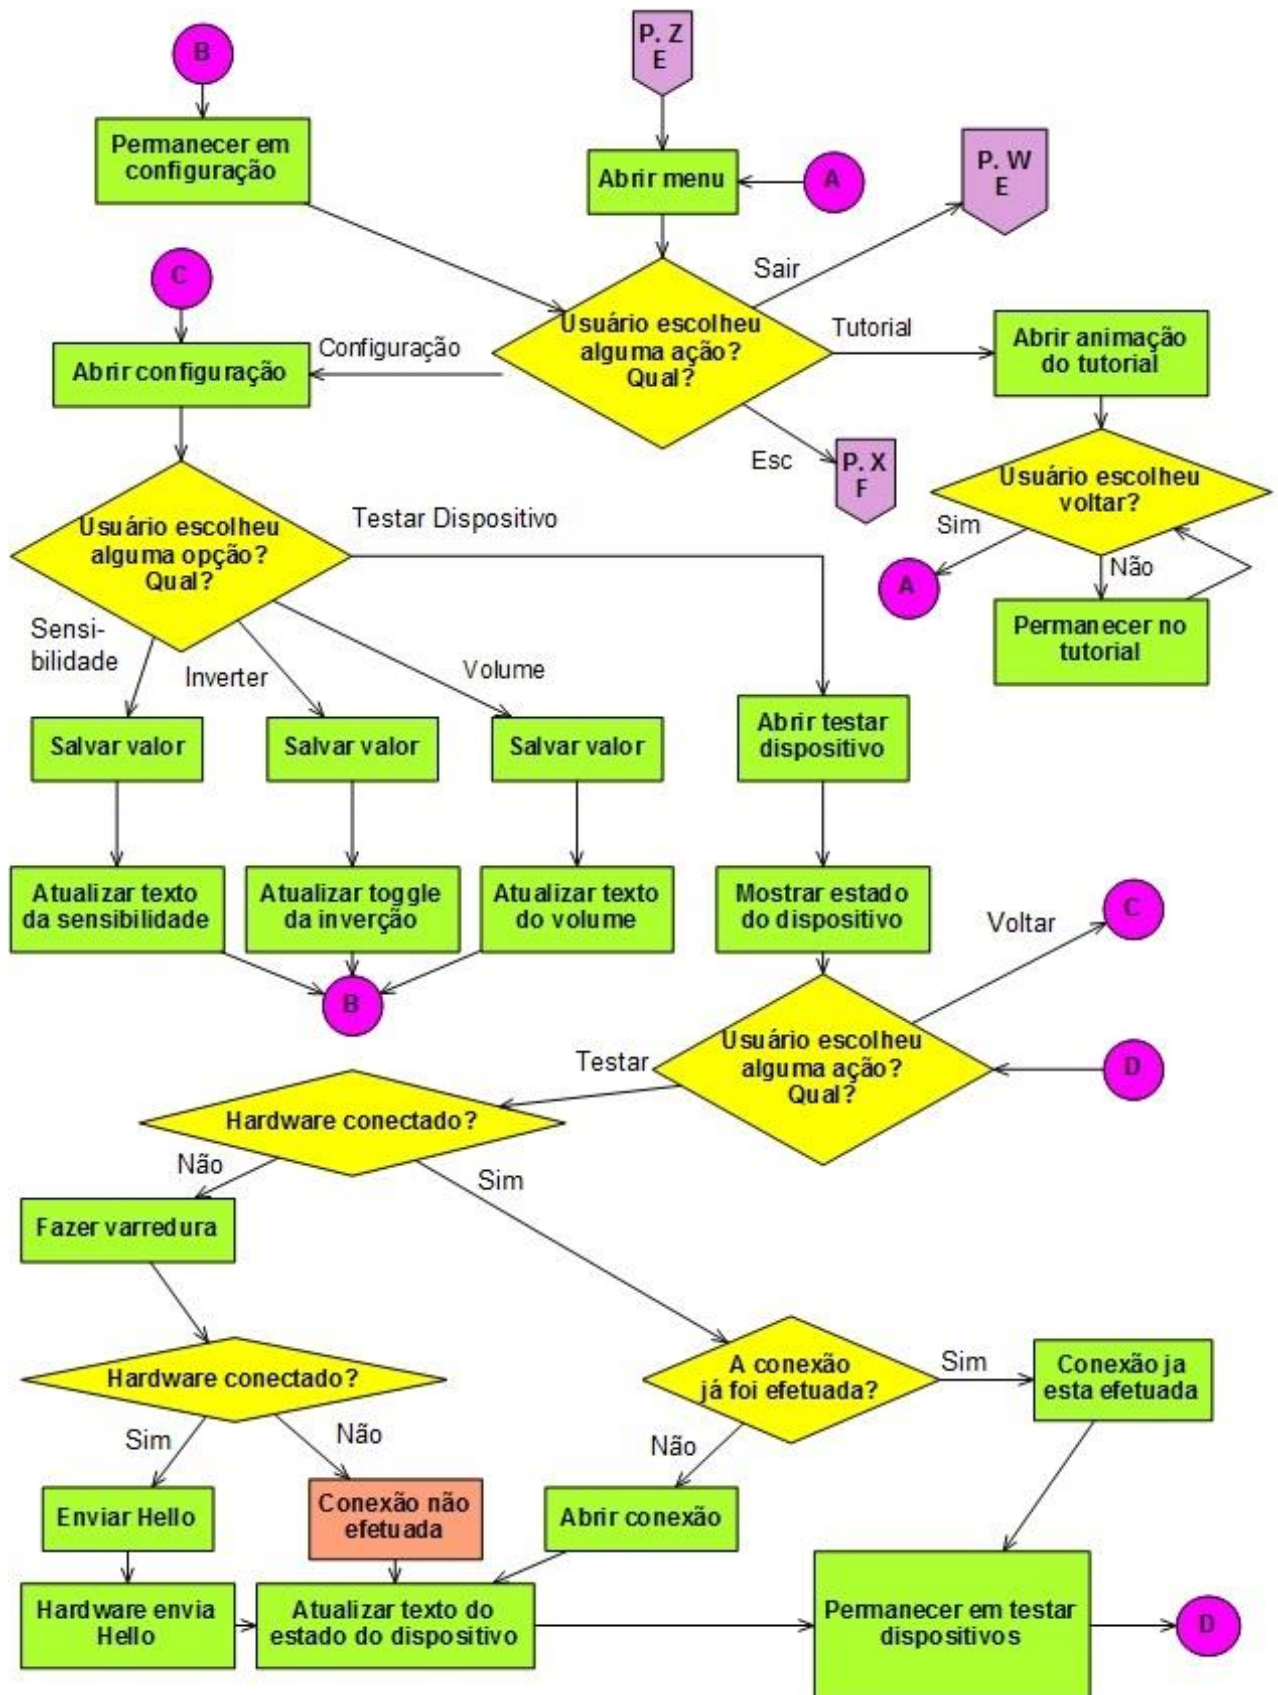 B
P. Z
E
Permanecer em
configuração
Abrir menu
A
P. W
E
Sair
C
Usuário escolheu
alguma ação?
Qual?
Tutorial
Abrir animação
do tutorial
Configuração
Abrir configuração
Esc
P. X
F
Usuário escolheu
voltar?
Sim
Não
A
Permanecer no
tutorial
Usuário escolheu
alguma opção?
Qual?
Testar Dispositivo
Sensi-
bilidade
Inverter
Volume
Salvar valor
Salvar valor
Salvar valor
Abrir testar
dispositivo
Atualizar texto
da sensibilidade
Atualizar toggle
da inverção
Atualizar texto
do volume
Mostrar estado
do dispositivo
Voltar
C
B
Usuário escolheu
alguma ação?
Qual?
D
Testar
Hardware conectado?
Não
Sim
Fazer varredura
Hardware conectado?
A conexão
já foi efetuada?
Sim
Conexão ja
esta efetuada
Sim
Não
Não
Enviar Hello
Conexão não
efetuada
Abrir conexão
Hardware envia
Hello
Atualizar texto do
estado do dispositivo
Permanecer em testar
dispositivos
D